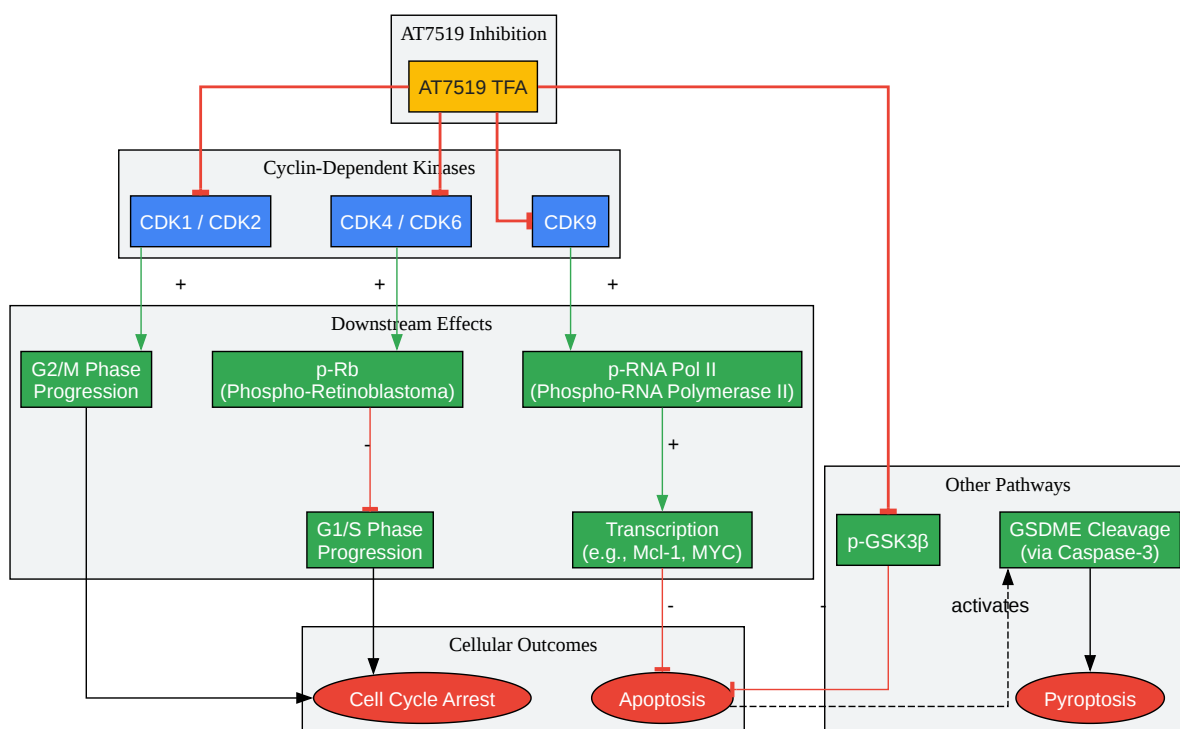 AT7519 Inhibition
AT7519 TFA
Cyclin-Dependent Kinases
CDK1 / CDK2
CDK4 / CDK6
CDK9
+
+
+
Downstream Effects
G2/M Phase
Progression
p-Rb
(Phospho-Retinoblastoma)
p-RNA Pol II
(Phospho-RNA Polymerase II)
-
+
Other Pathways
G1/S Phase
Progression
Transcription
(e.g., Mcl-1, MYC)
p-GSK3β
GSDME Cleavage
(via Caspase-3)
-
-
activates
Cellular Outcomes
Cell Cycle Arrest
Apoptosis
Pyroptosis